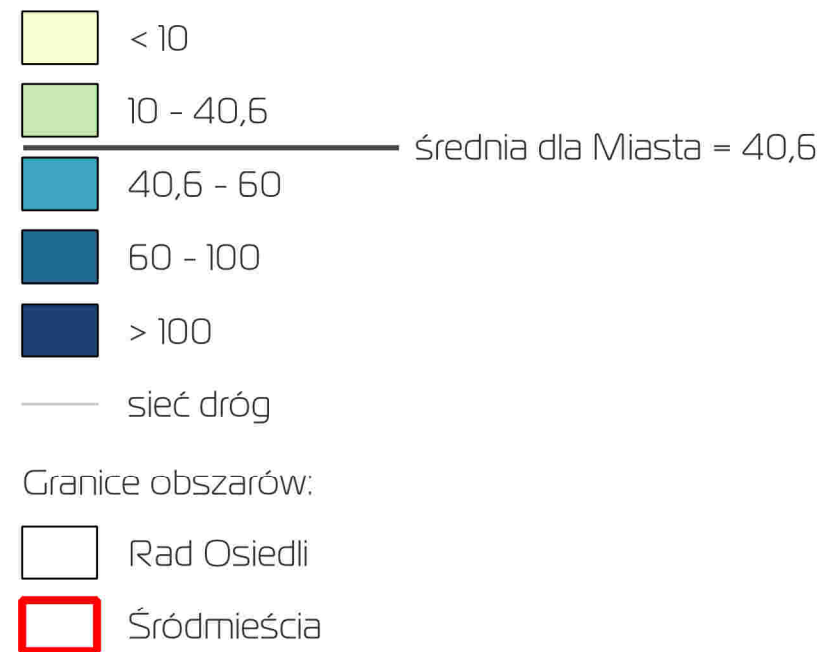 < 10
10 - 40,6
średnia dla Miasta = 40,6
40,6 - 60
60 - 100
> 100
sieć dróg
Granice obszarów:
Rad Osiedli
Śródmieścia